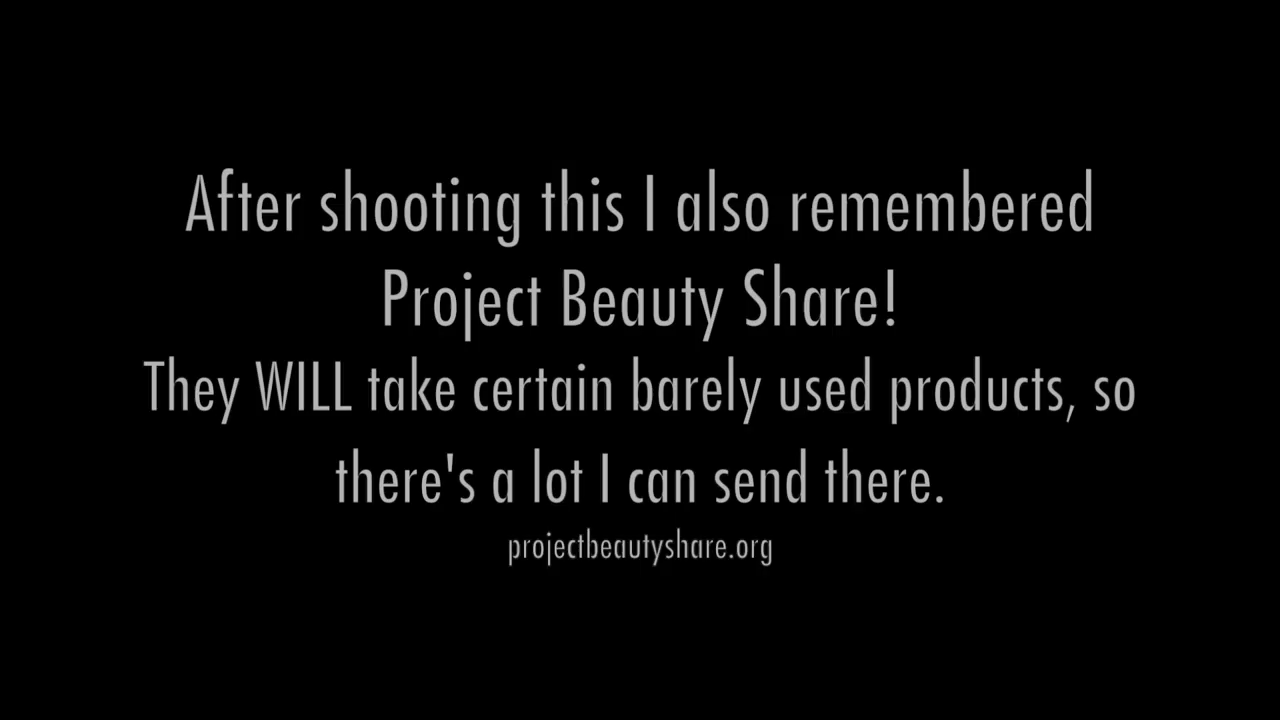 After shooting this I also remembered
Project Beauty Share!
They WILL take certain barely used products, so
there's a lot I can send there.
projectbeautyshare.org